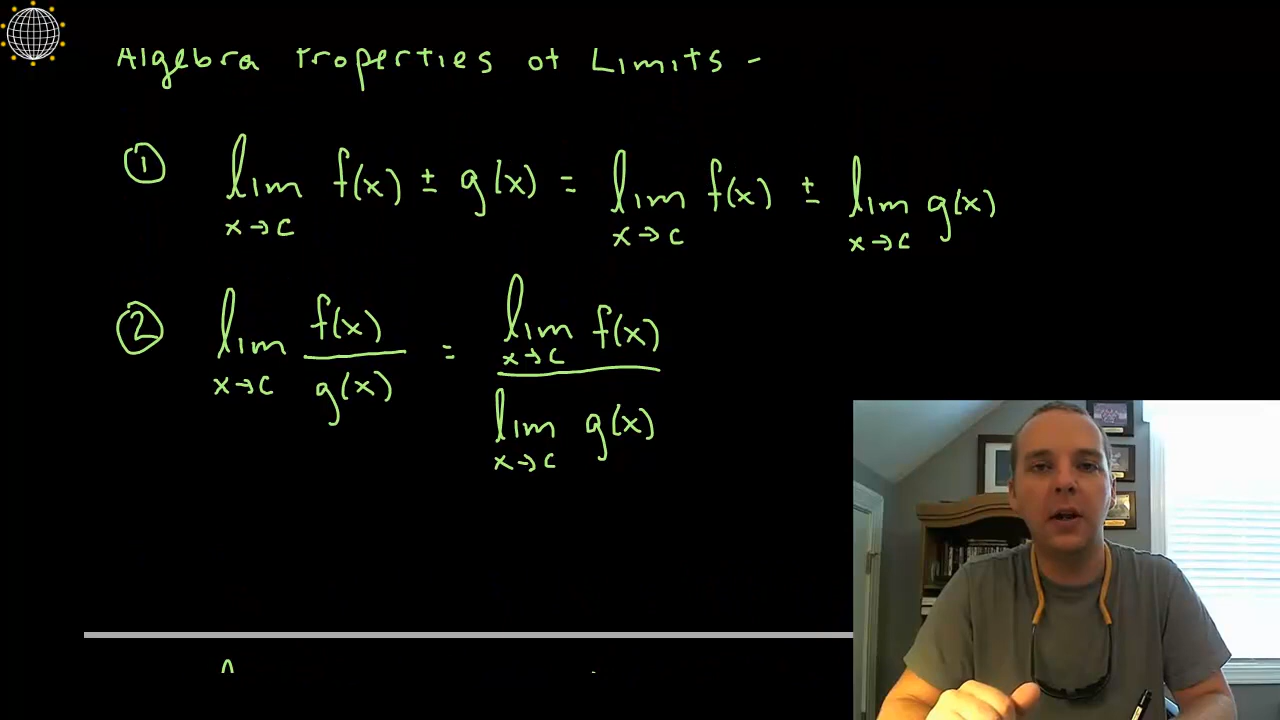 Algebra Properties of Limits -
① lim x→c f(x) ± g(x) = lim x→c f(x) ± lim x→c g(x)
② lim x→c f(x)/g(x) = lim x→c f(x) / lim x→c g(x)